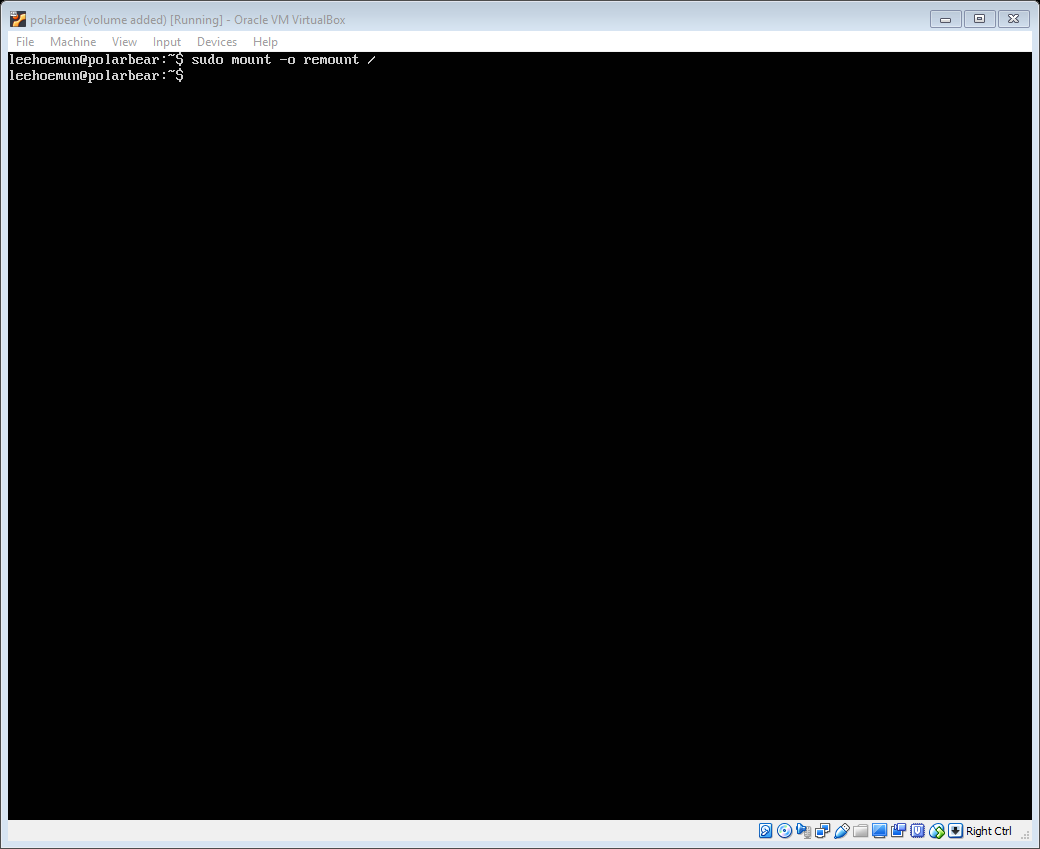 polarbear (volume added) [Running] - Oracle VM VirtualBox
File Machine View Input Devices Help
leehoemun@polarbear:~$ sudo mount -o remount /
leehoemun@polarbear:~$
Right Ctrl